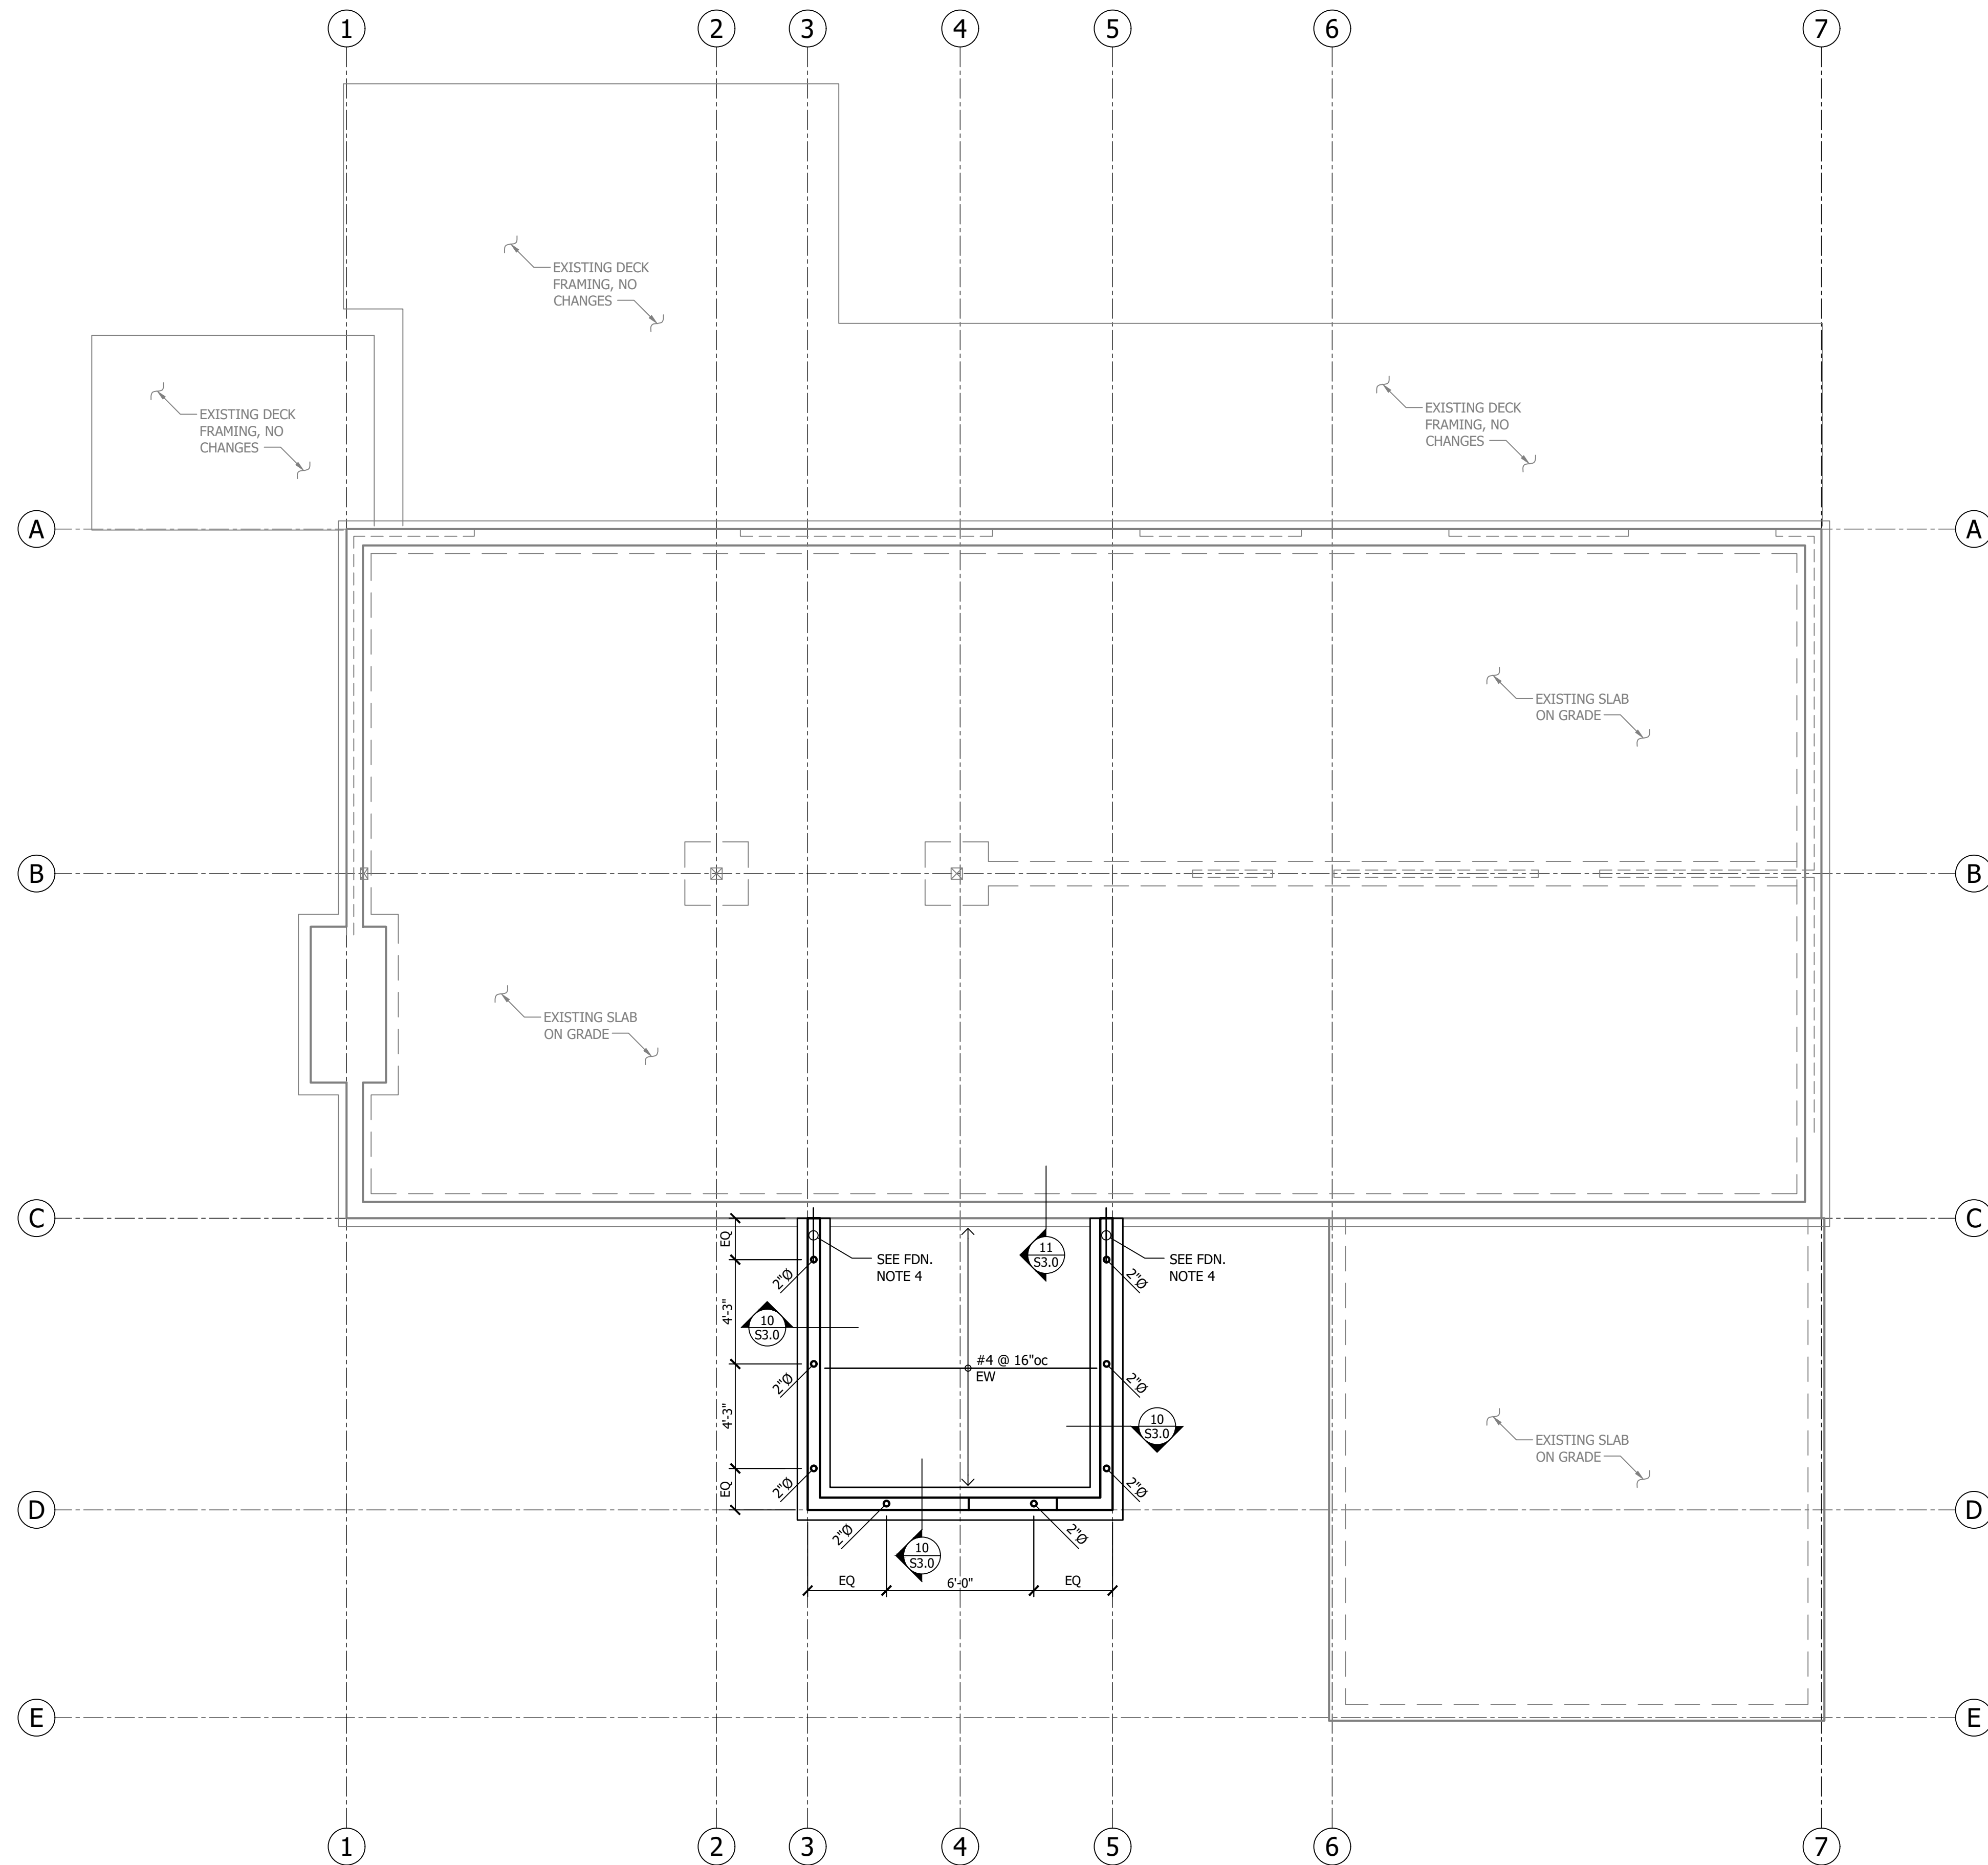 1
2
3
4
5
6
7
EXISTING DECK
FRAMING, NO
CHANGES
EXISTING DECK
FRAMING, NO
CHANGES
EXISTING DECK
FRAMING, NO
CHANGES
A
A
EXISTING SLAB
ON GRADE
B
B
EXISTING SLAB
ON GRADE
C
C
EQ
SEE FDN.
NOTE 4
11
S3.0
SEE FDN.
NOTE 4
2"Ø
2"Ø
4'-3"
10
S3.0
#4 @ 16"oc
EW
2"Ø
2"Ø
4'-3"
10
S3.0
EXISTING SLAB
ON GRADE
EQ
2"Ø
2"Ø
D
D
2"Ø
2"Ø
10
S3.0
EQ
6'-0"
EQ
E
E
1
2
3
4
5
6
7